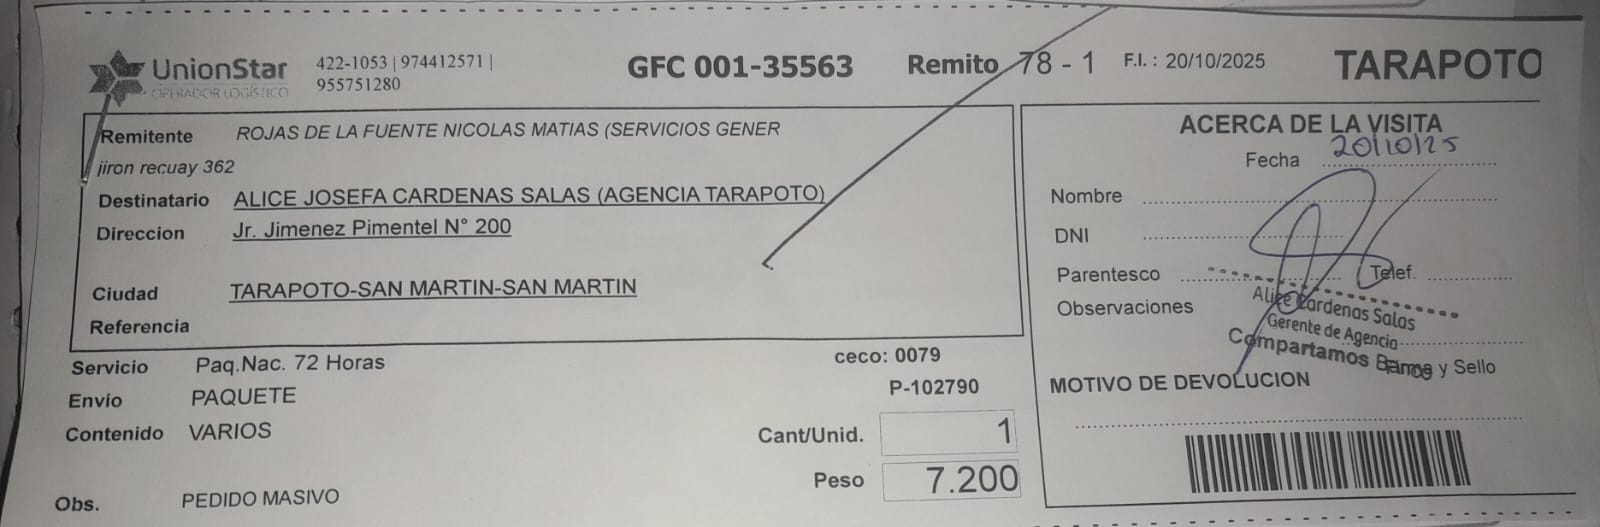 UnionStar
OPERADOR LOGÍSTICO
422-1053 | 974412571 |
955751280
GFC 001-35563
Remito 78 - 1
F.I. : 20/10/2025
TARAPOTO
Remitente ROJAS DE LA FUENTE NICOLAS MATIAS (SERVICIOS GENER
jiron recuay 362
Destinatario ALICE JOSEFA CARDENAS SALAS (AGENCIA TARAPOTO)
Direccion Jr. Jimenez Pimentel N° 200
Ciudad TARAPOTO-SAN MARTIN-SAN MARTIN
Referencia
Servicio Paq.Nac. 72 Horas
Envio PAQUETE
Contenido VARIOS
Obs. PEDIDO MASIVO
ceco: 0079
P-102790
Cant/Unid. 1
Peso 7.200
ACERCA DE LA VISITA
Fecha 20/10/25
Nombre
DNI
Parentesco Telef.
Observaciones
Alice Cardenas Salas
Gerente de Agencia
Compartamos Banco
Firma y Sello
MOTIVO DE DEVOLUCION